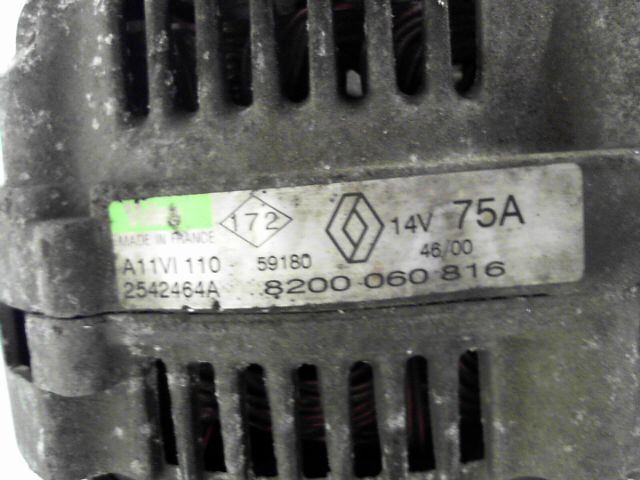 172
14V 75A
MADE IN FRANCE
46/00
A11VI 110 59180
2542464A 8200 060 816